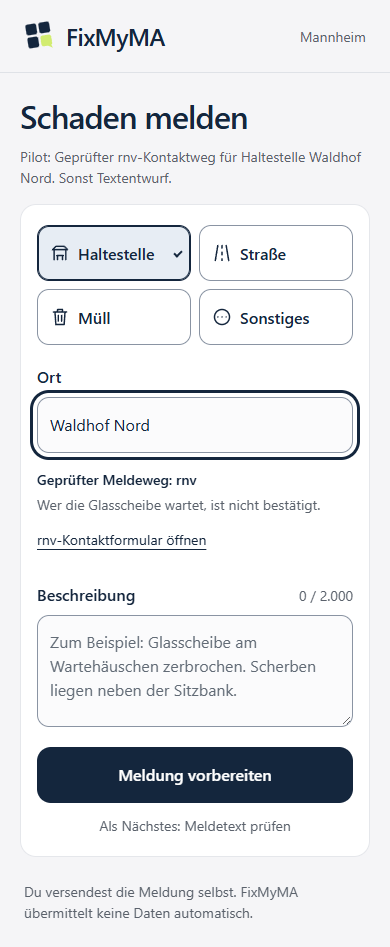 FixMyMA
Mannheim
Schaden melden
Pilot: Geprüfter rnv-Kontaktweg für Haltestelle Waldhof
Nord. Sonst Textentwurf.
Haltestelle
Straße
Müll
Sonstiges
Ort
Waldhof Nord
Geprüfter Meldeweg: rnv
Wer die Glasscheibe wartet, ist nicht bestätigt.
rnv-Kontaktformular öffnen
Beschreibung
0 / 2.000
Zum Beispiel: Glasscheibe am
Wartehäuschen zerbrochen. Scherben
liegen neben der Sitzbank.
Meldung vorbereiten
Als Nächstes: Meldetext prüfen
Du versendest die Meldung selbst. FixMyMA
übermittelt keine Daten automatisch.